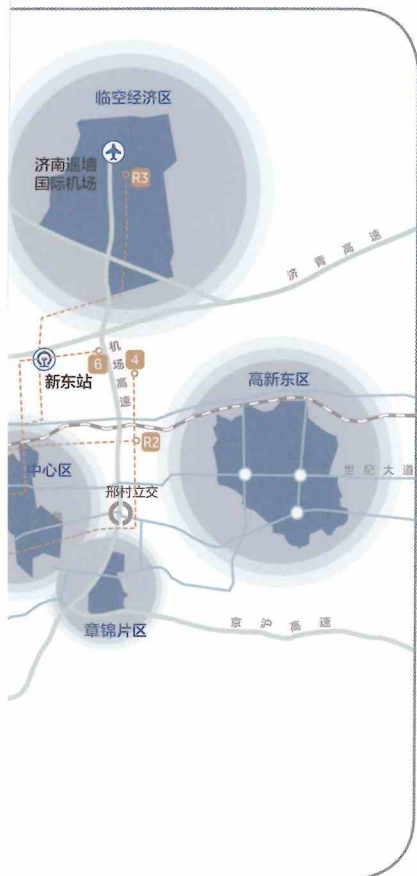 临空经济区
济南遥墙
国际机场
R3
济青高速
机场高速
6
4
新东站
高新东区
R2
中心区
世纪大道
邢村立交
章锦片区
京沪高速